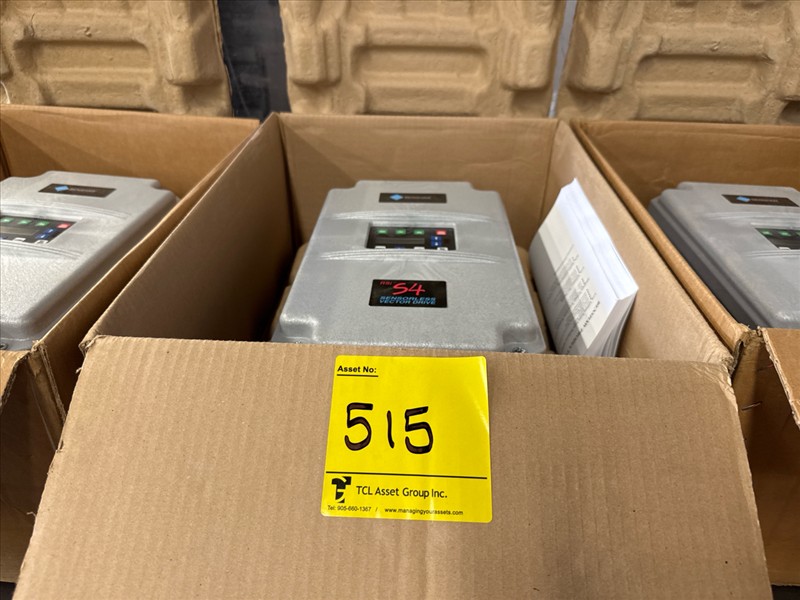 S4
SENSORLESS
VECTOR DRIVE
Asset No:
515
TCL Asset Group Inc.
Tel: 905-660-1367 / www.managingyourassets.com